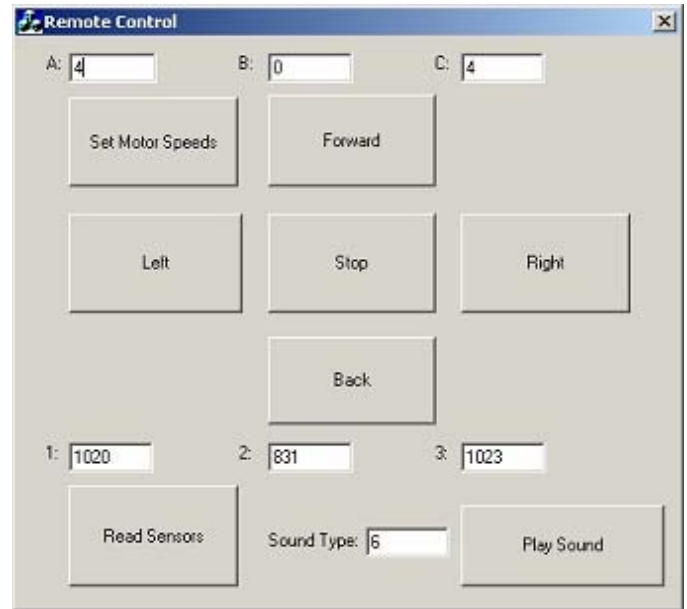 Remote Control
A: 4 B: 0 C: 4
Set Motor Speeds Forward
Left Stop Right
Back
1: 1020 2: 831 3: 1023
Read Sensors Sound Type: 6 Play Sound